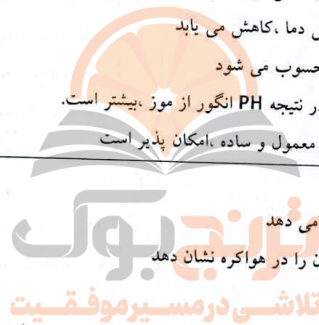 دما ،کاهش می یابد
حسوب می شود
ر نتیجه PH انگور از موز ،بیشتر است.
معمول و ساده ،امکان پذیر است
می دهد
ن را در هواکره نشان دهد
ترنج بوک
تلاشی در مسیر موفقیت